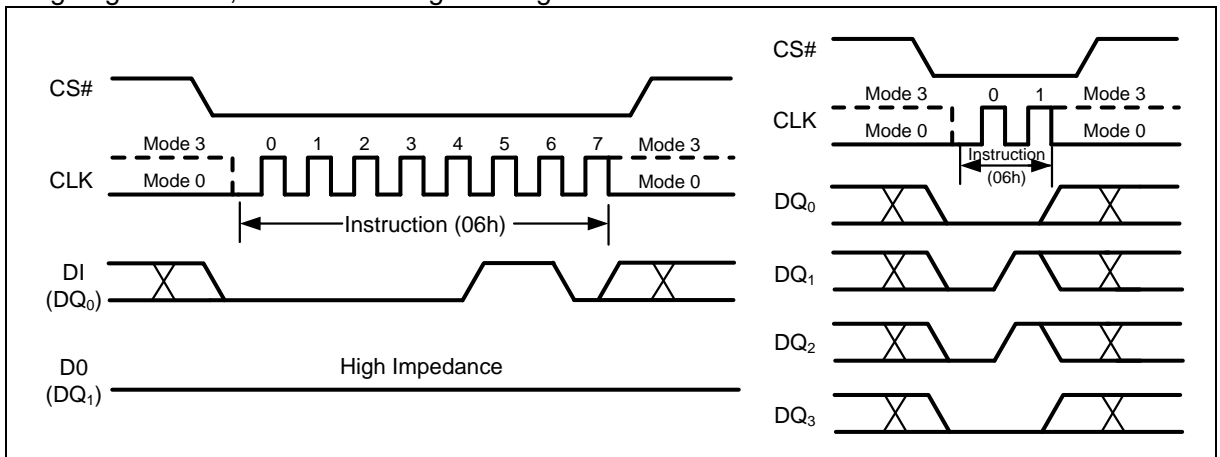 CS#
Mode 3 0 1 2 3 4 5 6 7 Mode 3
CLK
Mode 0 Mode 0
Instruction (06h)
DI
(DQ0)
D0
(DQ1)
High Impedance
CS#
Mode 3 0 1 Mode 3
CLK
Mode 0 Mode 0
Instruction
(06h)
DQ0
DQ1
DQ2
DQ3